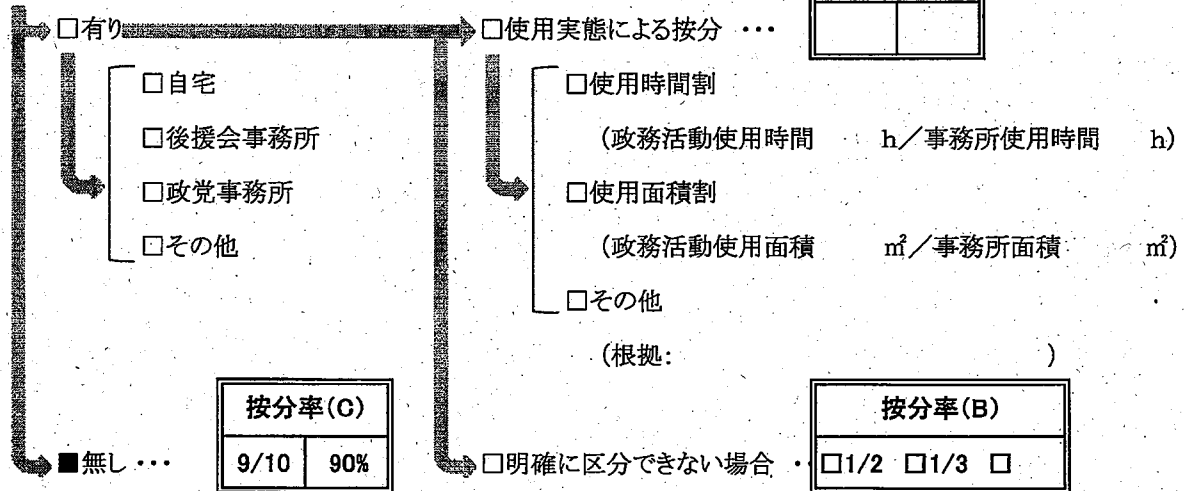 □有り □使用実態による按分 ・・・
□自宅 □使用時間割
□後援会事務所 (政務活動使用時間 h/事務所使用時間 h)
□政党事務所 □使用面積割
□その他 (政務活動使用面積 ㎡/事務所面積 ㎡)
□その他
(根拠: )
按分率(C) 按分率(B)
■無し・・・ 9/10 90% □明確に区分できない場合 ・・ □1/2 □1/3 □